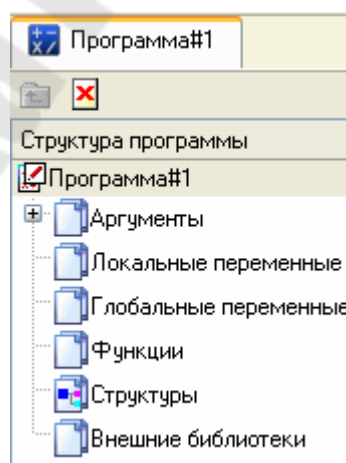 Программа#1
Структура программы
Программа#1
Аргументы
Локальные переменные
Глобальные переменные
Функции
Структуры
Внешние библиотеки